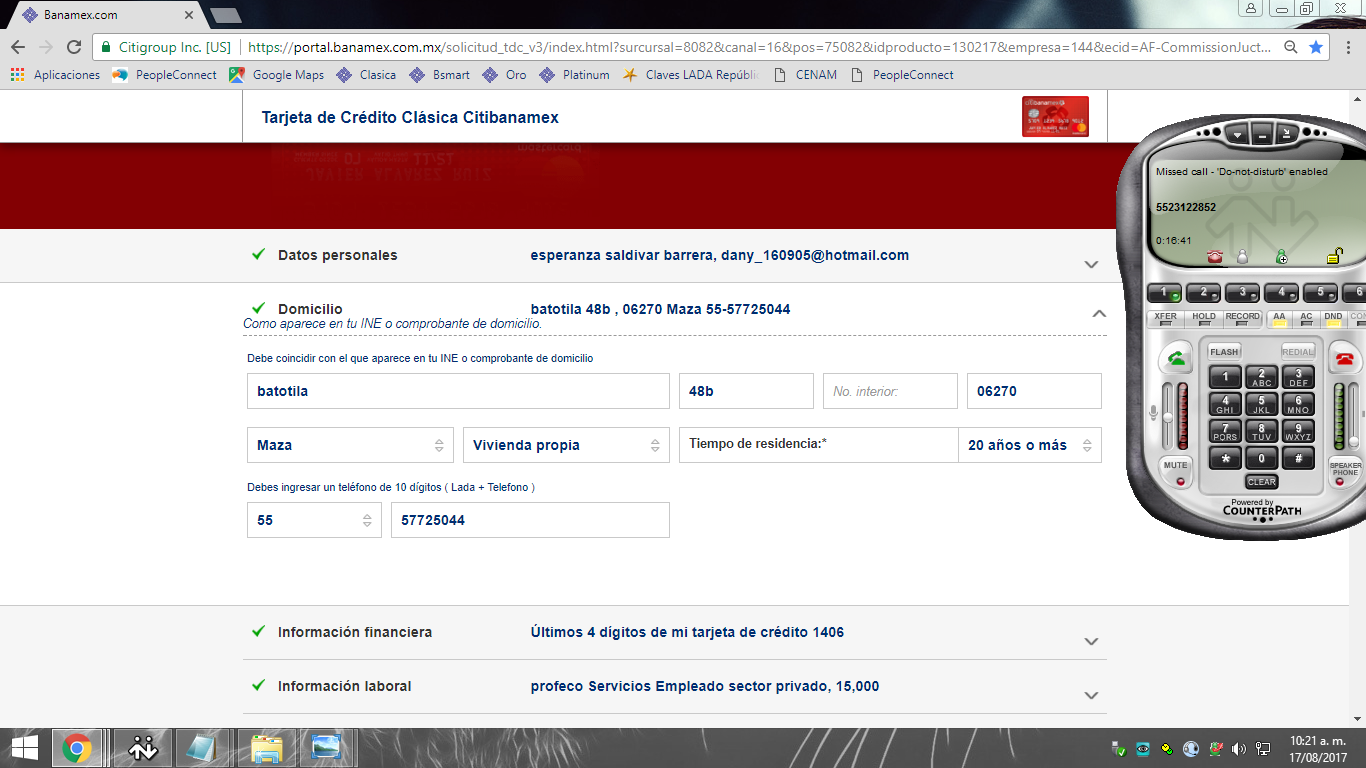 Banamex.com
Citigroup Inc. [US] https://portal.banamex.com.mx/solicitud_tdc_v3/index.html?surcursal=8082&canal=16&pos=75082&idproducto=130217&empresa=144&ecid=AF-CommissionJuct...
Aplicaciones PeopleConnect Google Maps Clasica Bsmart Oro Platinum Claves LADA Repúbli CENAM PeopleConnect
Tarjeta de Crédito Clásica Citibanamex
citibanamex
mastercard
JAVIER ALVAREZ RUIZ
Datos personales esperanza saldivar barrera, dany_160905@hotmail.com
Domicilio batotila 48b , 06270 Maza 55-57725044
Como aparece en tu INE o comprobante de domicilio.
Debe coincidir con el que aparece en tu INE o comprobante de domicilio
batotila 48b No. interior: 06270
Maza Vivienda propia Tiempo de residencia:* 20 años o más
Debes ingresar un teléfono de 10 dígitos ( Lada + Telefono )
55 57725044
Información financiera Últimos 4 dígitos de mi tarjeta de crédito 1406
Información laboral profeco Servicios Empleado sector privado, 15,000
Missed call - 'Do-not-disturb' enabled
5523122852
0:16:41
1 2 3 4 5 6
XFER HOLD RECORD AA AC DND CON
FLASH REDIAL
1 2 ABC 3 DEF
4 GHI 5 JKL 6 MNO
7 PQRS 8 TUV 9 WXYZ
* 0 #
MUTE CLEAR SPEAKER PHONE
Powered by
COUNTERPATH
10:21 a. m.
17/08/2017